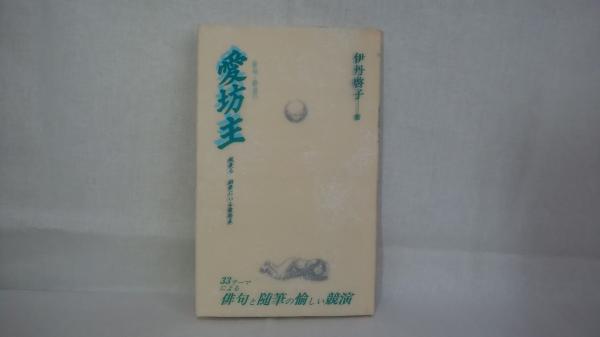 伊丹啓子 著
愛坊主
33テーマ
による
俳句と随筆の愉しい競演